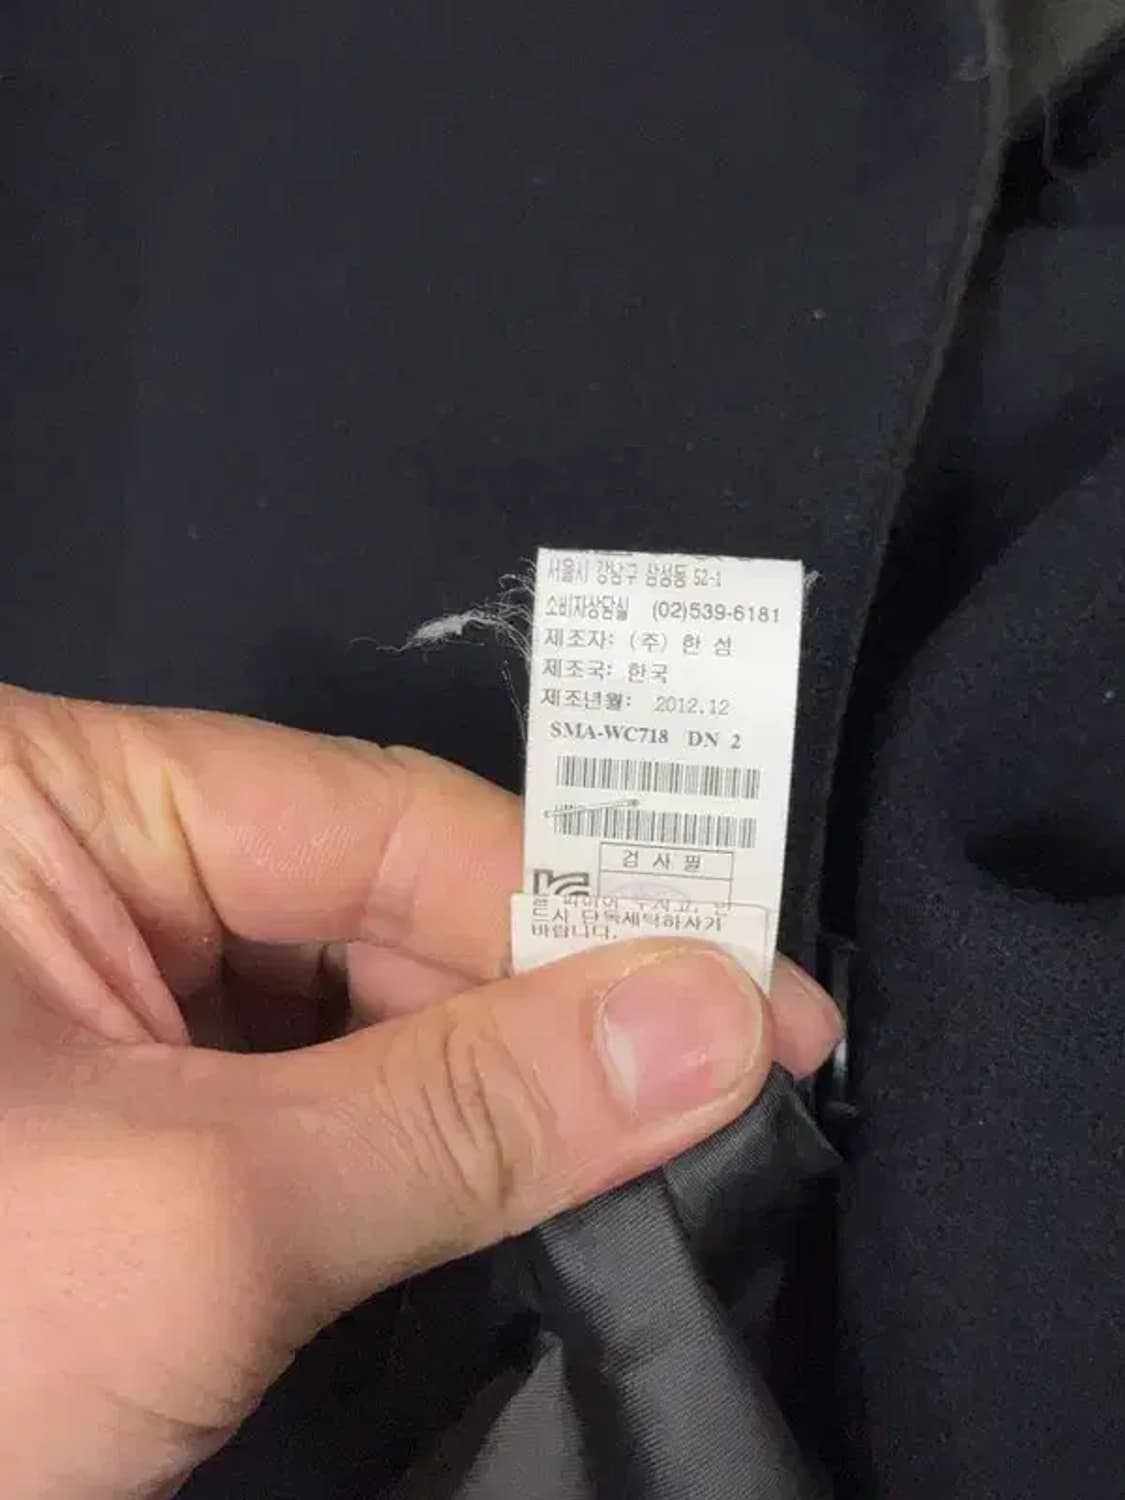 서울시 강남구 삼성동 52-1
소비자상담실 (02)539-6181
제조자: (주) 한 섬
제조국: 한국
제조년월: 2012.12
SMA-WC718 DN 2
검 사 필
드시 단독세탁하시기
바랍니다.